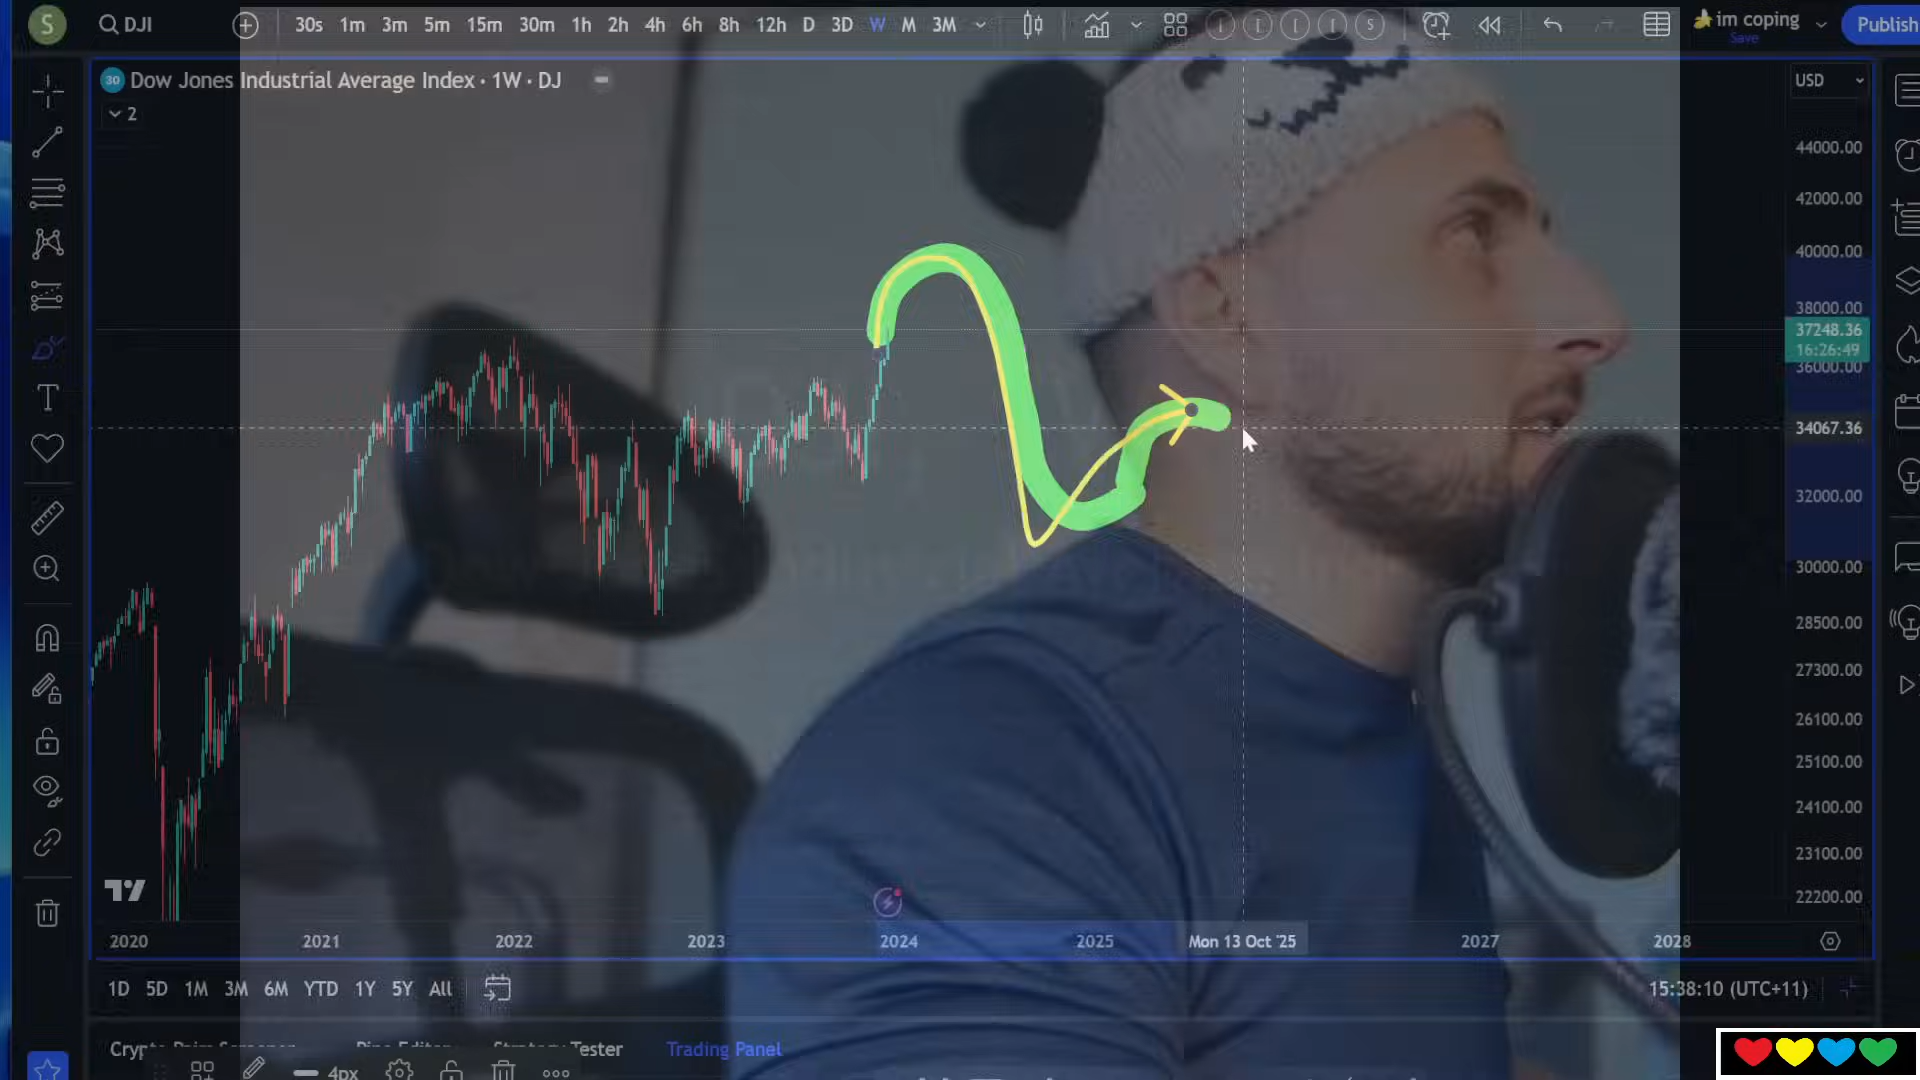 S DJI 30s 1m 3m 5m 15m 30m 1h 2h 4h 6h 8h 12h D 3D W M 3M im coping Publish
Save
30 Dow Jones Industrial Average Index · 1W · DJ USD
2
44000.00
42000.00
40000.00
38000.00
37248.36
16:26:49
36000.00
34067.36
32000.00
30000.00
28500.00
27300.00
26100.00
25100.00
24100.00
23100.00
22200.00
2020 2021 2022 2023 2024 2025 Mon 13 Oct '25 2027 2028
1D 5D 1M 3M 6M YTD 1Y 5Y All 15:38:10 (UTC+11)
Tester Trading Panel
4px